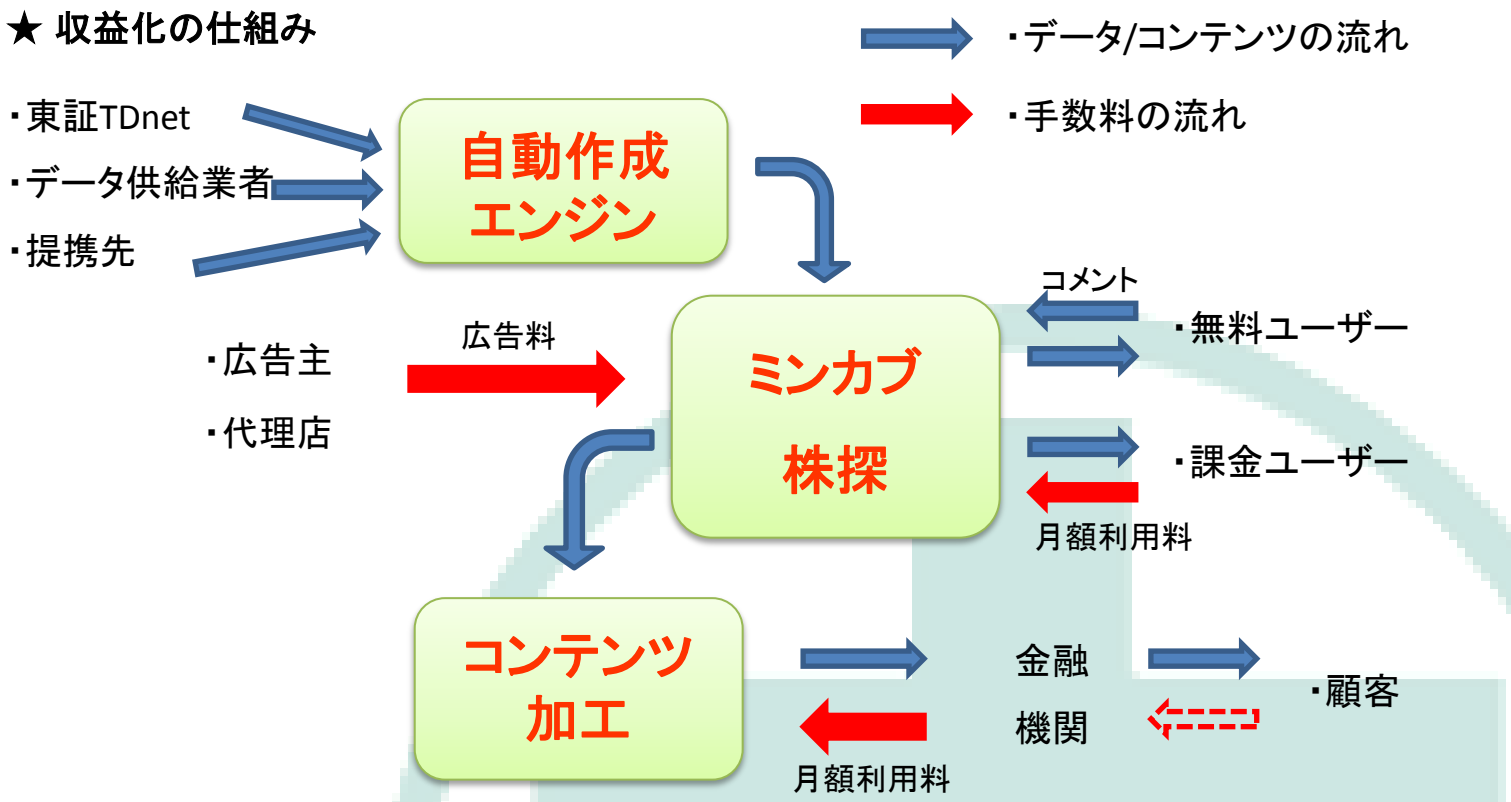 ★ 収益化の仕組み
・データ/コンテンツの流れ
・手数料の流れ
・東証TDnet
・データ供給業者
・提携先
自動作成
エンジン
コメント
・無料ユーザー
広告料
・広告主
・代理店
ミンカブ
株探
・課金ユーザー
月額利用料
コンテンツ
加工
金融
機関
・顧客
月額利用料